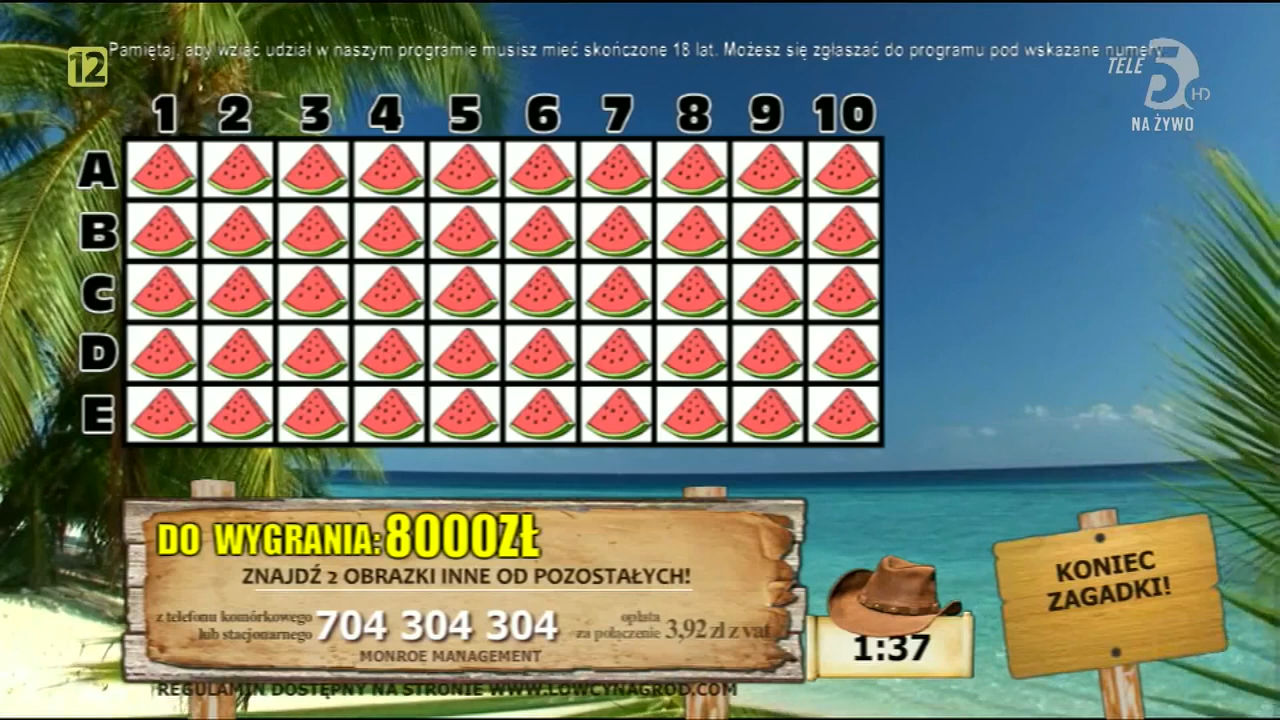 Pamiętaj, aby wziąć udział w naszym programie musisz mieć skończone 18 lat. Możesz się zgłaszać do programu pod wskazane numery
12
TELE 5 HD
NA ŻYWO
1 2 3 4 5 6 7 8 9 10
A
B
C
D
E
DO WYGRANIA: 8000ZŁ
ZNAJDŹ 2 OBRAZKI INNE OD POZOSTAŁYCH!
z telefonu komórkowego
lub stacjonarnego
704 304 304
opłata
za połączenie 3,92 zł z vat
MONROE MANAGEMENT
REGULAMIN DOSTĘPNY NA STRONIE WWW.LOWCYNAGROD.COM
1:37
KONIEC
ZAGADKI!